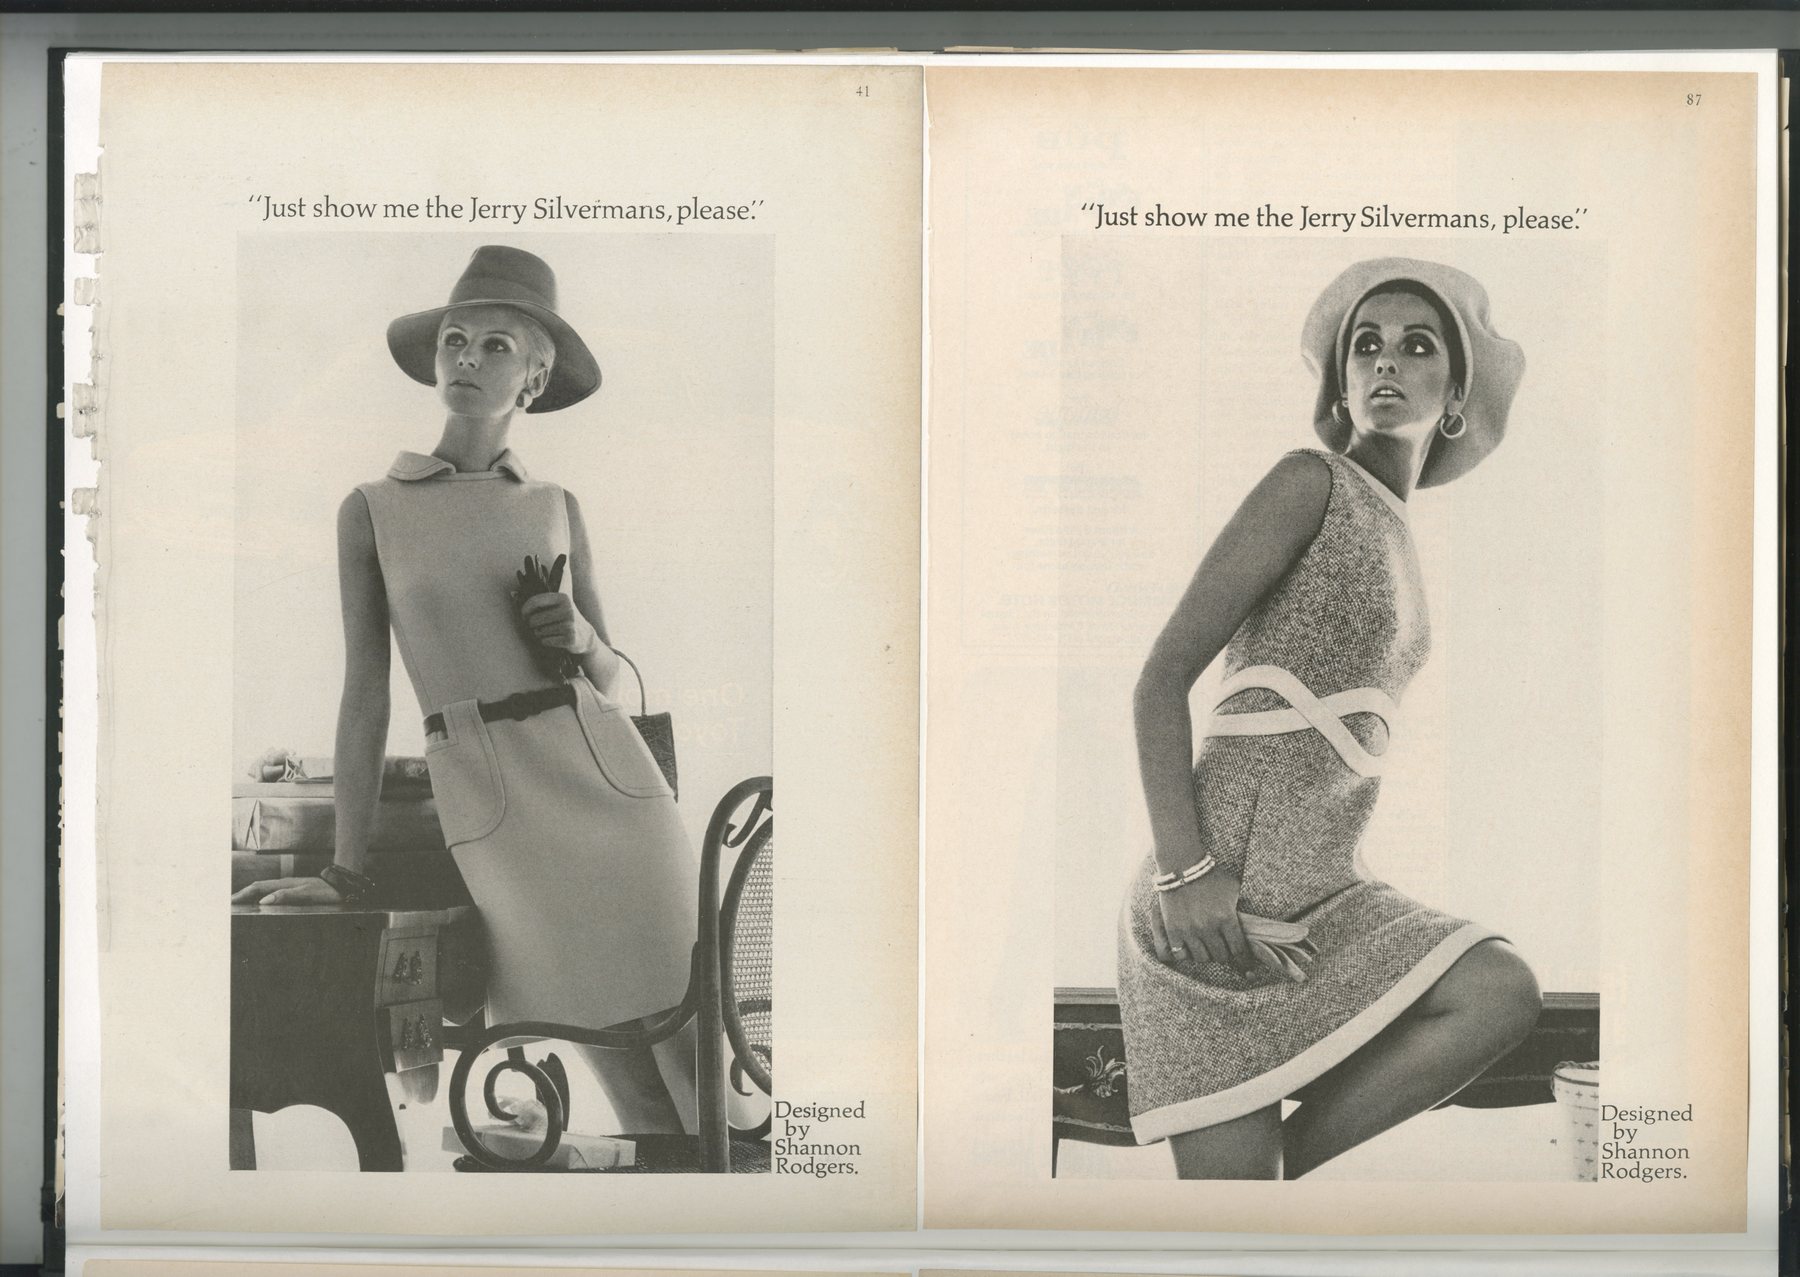 41
“Just show me the Jerry Silvermans, please.”
Designed
by
Shannon
Rodgers.
87
“Just show me the Jerry Silvermans, please.”
Designed
by
Shannon
Rodgers.